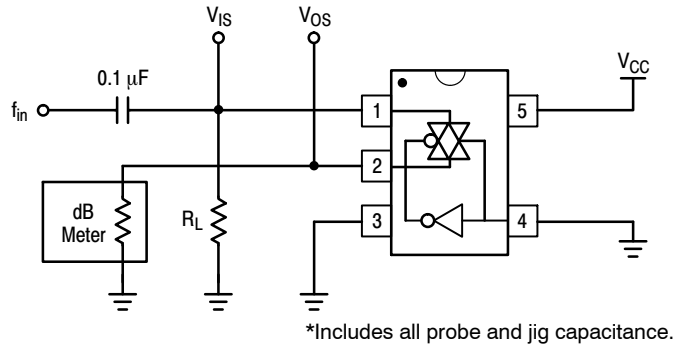 V_IS
V_OS
V_CC
0.1 μF
f_in
1
5
2
dB
Meter
R_L
3
4
*Includes all probe and jig capacitance.